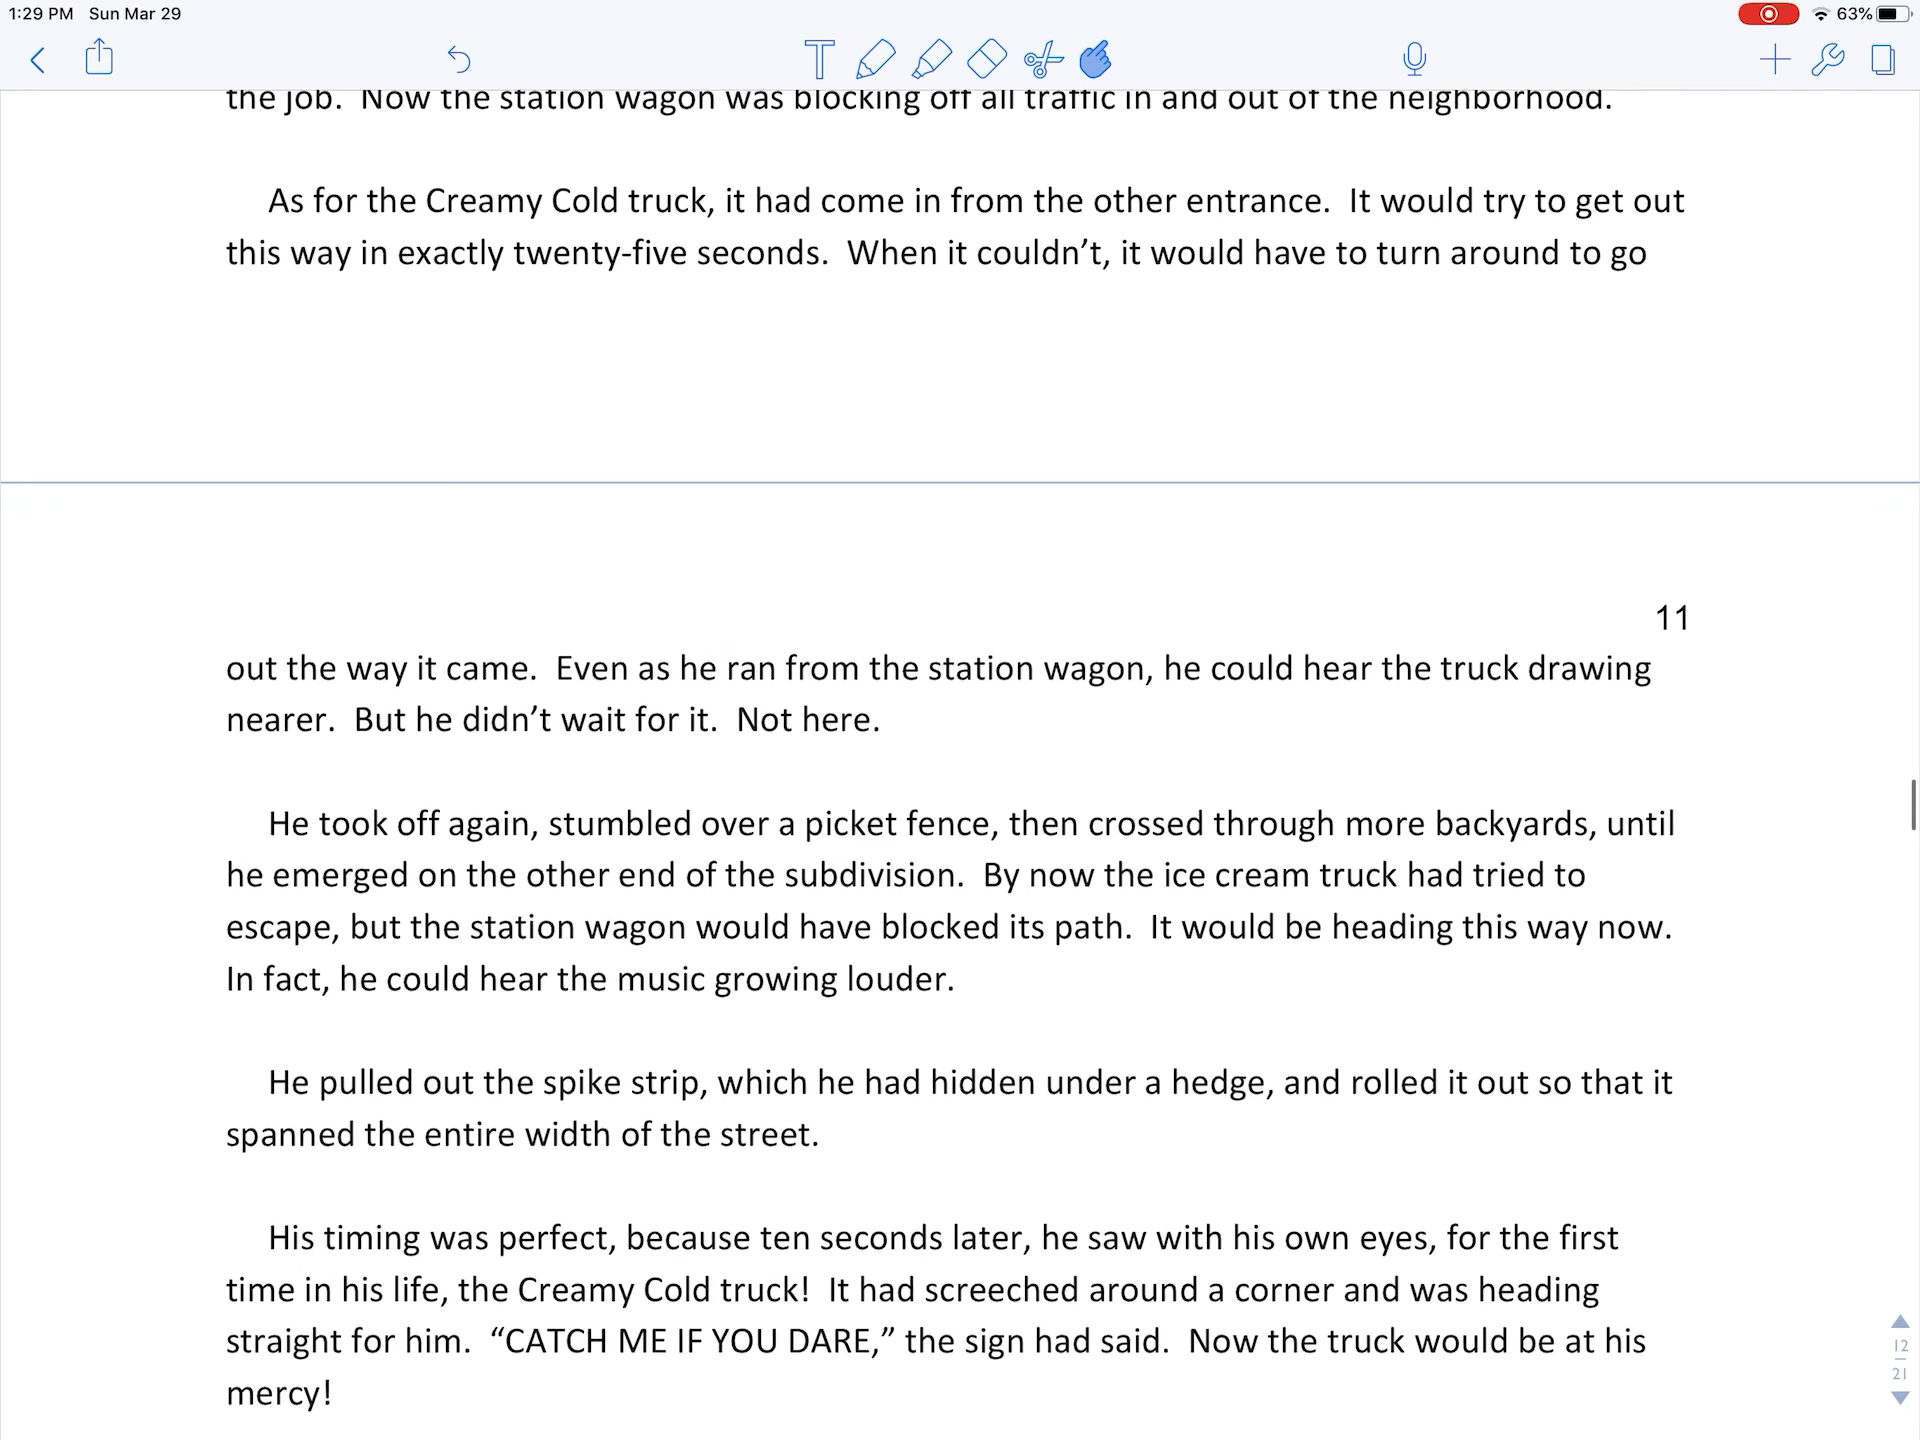 1:29 PM Sun Mar 29
63%
the job.  Now the station wagon was blocking off all traffic in and out of the neighborhood.
As for the Creamy Cold truck, it had come in from the other entrance.  It would try to get out
this way in exactly twenty-five seconds.  When it couldn’t, it would have to turn around to go
11
out the way it came.  Even as he ran from the station wagon, he could hear the truck drawing
nearer.  But he didn’t wait for it.  Not here.
He took off again, stumbled over a picket fence, then crossed through more backyards, until
he emerged on the other end of the subdivision.  By now the ice cream truck had tried to
escape, but the station wagon would have blocked its path.  It would be heading this way now.
In fact, he could hear the music growing louder.
He pulled out the spike strip, which he had hidden under a hedge, and rolled it out so that it
spanned the entire width of the street.
His timing was perfect, because ten seconds later, he saw with his own eyes, for the first
time in his life, the Creamy Cold truck!  It had screeched around a corner and was heading
straight for him.  “CATCH ME IF YOU DARE,” the sign had said.  Now the truck would be at his
mercy!
12
21